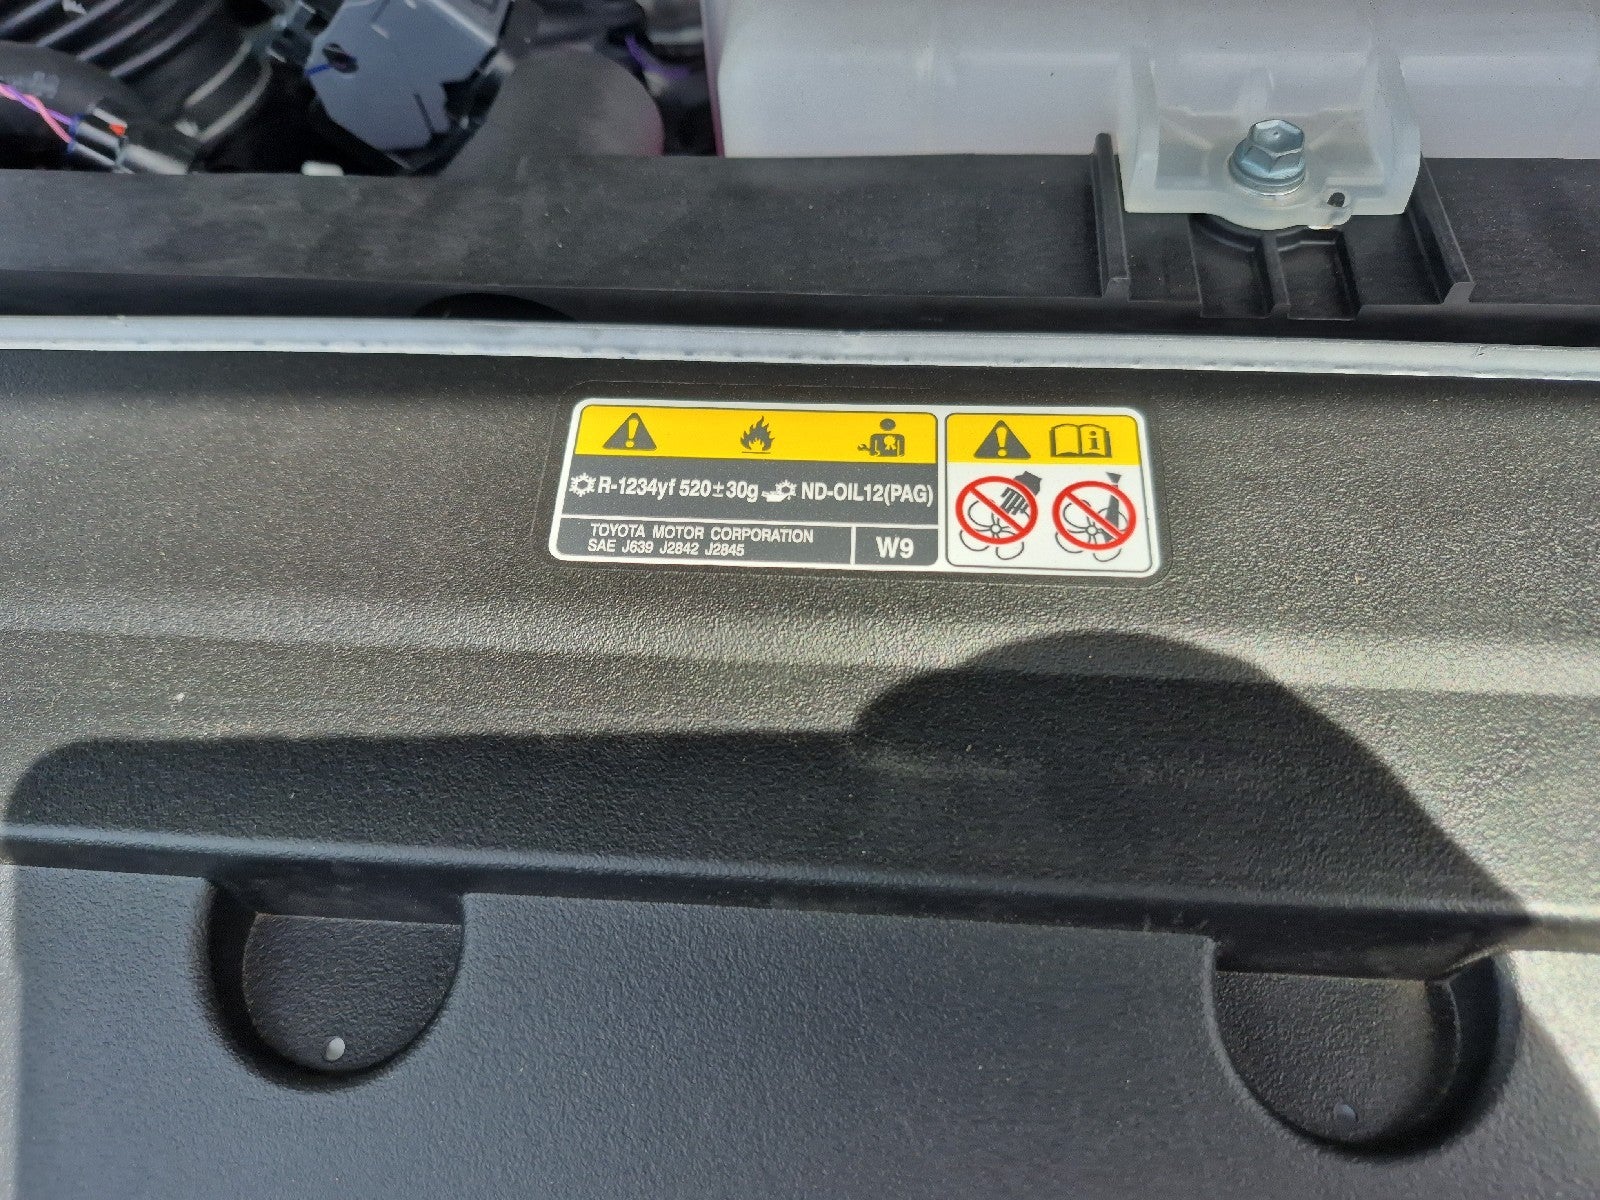 R-1234yf 520±30g ND-OIL12(PAG)
TOYOTA MOTOR CORPORATION
SAE J639 J2842 J2845
W9